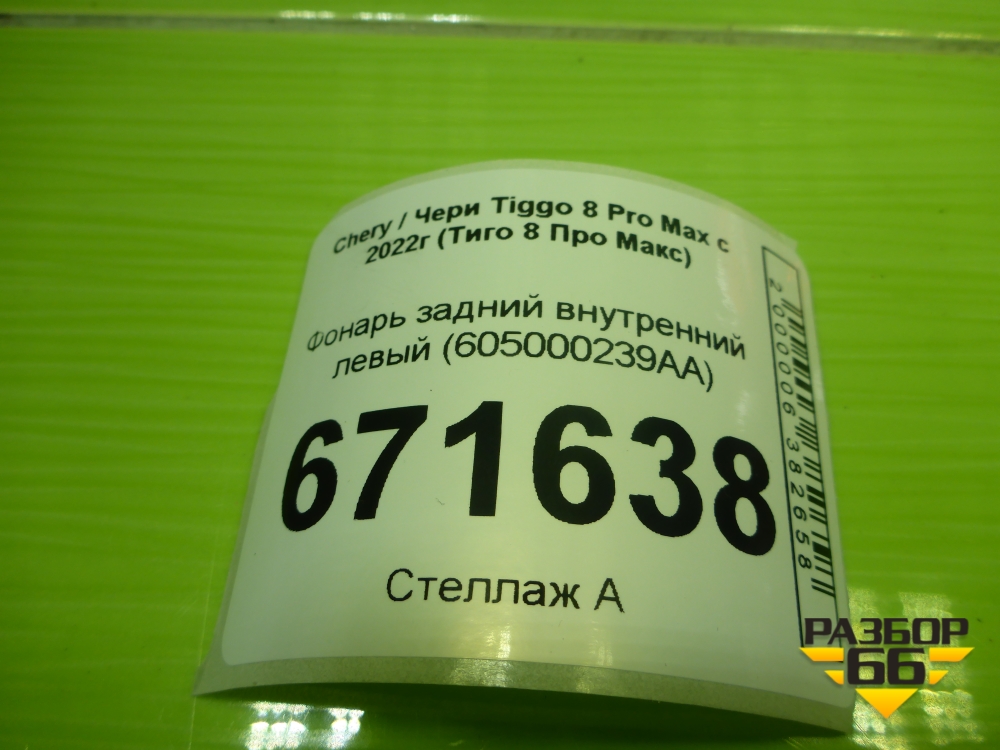 Chery / Чери Tiggo 8 Pro Max с
2022г (Тиго 8 Про Макс)
Фонарь задний внутренний
левый (605000239AA)
671638
Стеллаж А
2000006382658
РАЗБОР
66